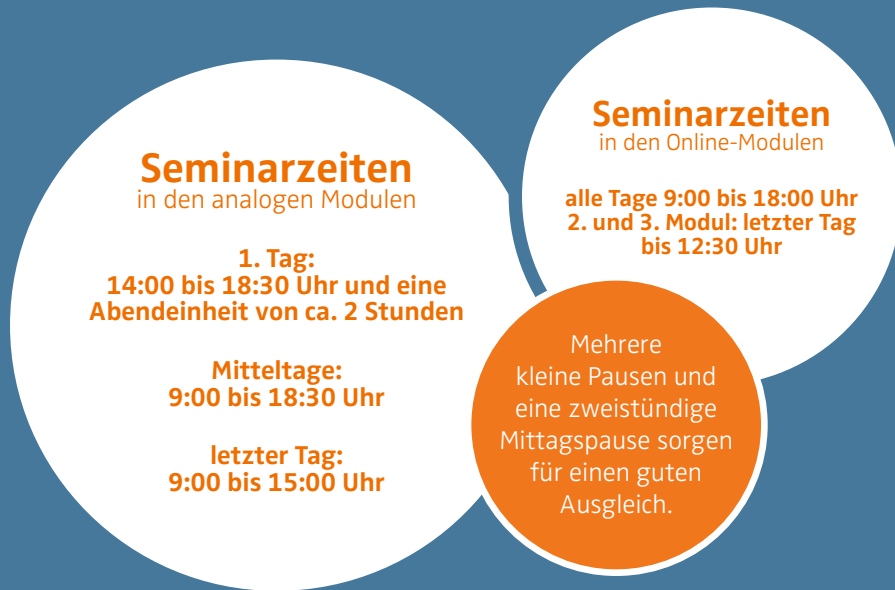 Seminarzeiten
in den analogen Modulen
1. Tag:
14:00 bis 18:30 Uhr und eine
Abendeinheit von ca. 2 Stunden
Mitteltage:
9:00 bis 18:30 Uhr
letzter Tag:
9:00 bis 15:00 Uhr
Seminarzeiten
in den Online-Modulen
alle Tage 9:00 bis 18:00 Uhr
2. und 3. Modul: letzter Tag
bis 12:30 Uhr
Mehrere
kleine Pausen und
eine zweistündige
Mittagspause sorgen
für einen guten
Ausgleich.